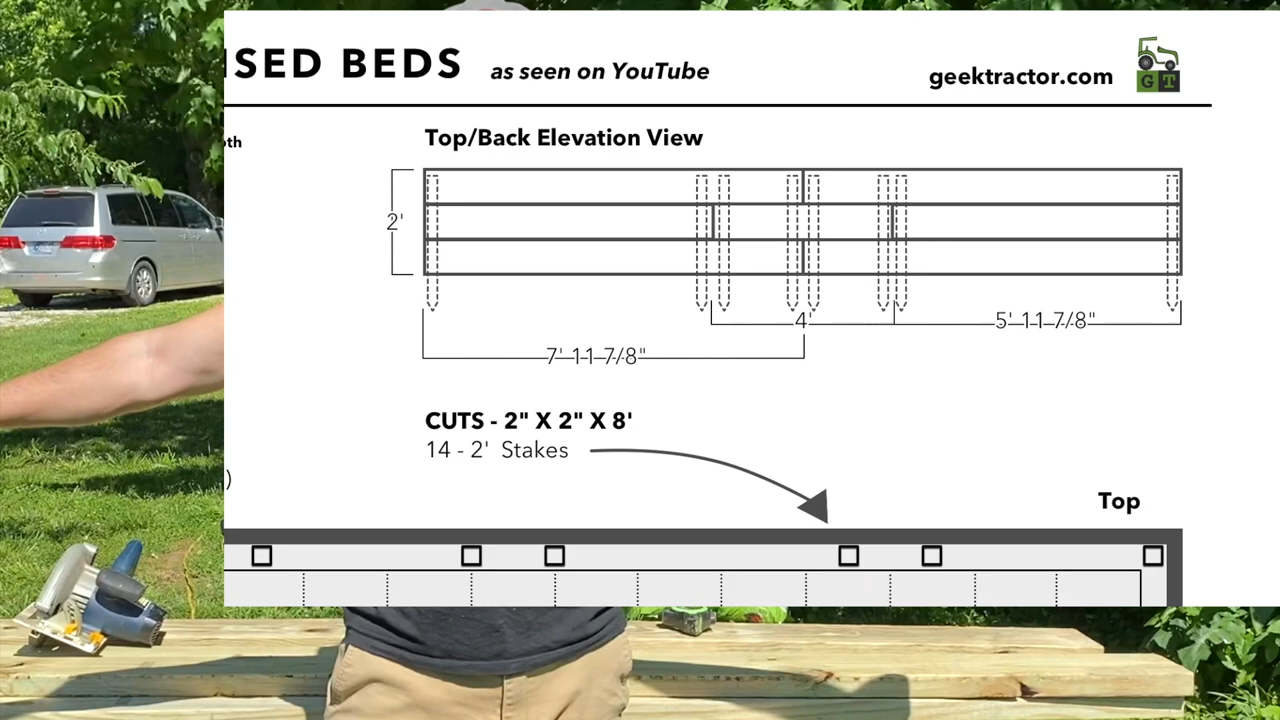 ISED BEDS as seen on YouTube
geektractor.com
GT
Top/Back Elevation View
2'
4'
5' 11 7/8"
7' 11 7/8"
CUTS - 2" X 2" X 8'
14 - 2' Stakes
)
Top